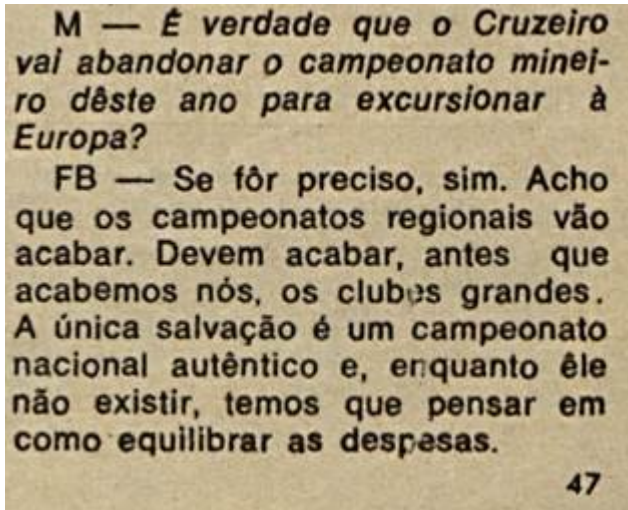 M — É verdade que o Cruzeiro
vai abandonar o campeonato minei-
ro dêste ano para excursionar à
Europa?
FB — Se fôr preciso, sim. Acho
que os campeonatos regionais vão
acabar. Devem acabar, antes que
acabemos nós, os clubes grandes.
A única salvação é um campeonato
nacional autêntico e, enquanto êle
não existir, temos que pensar em
como equilibrar as despesas.
47